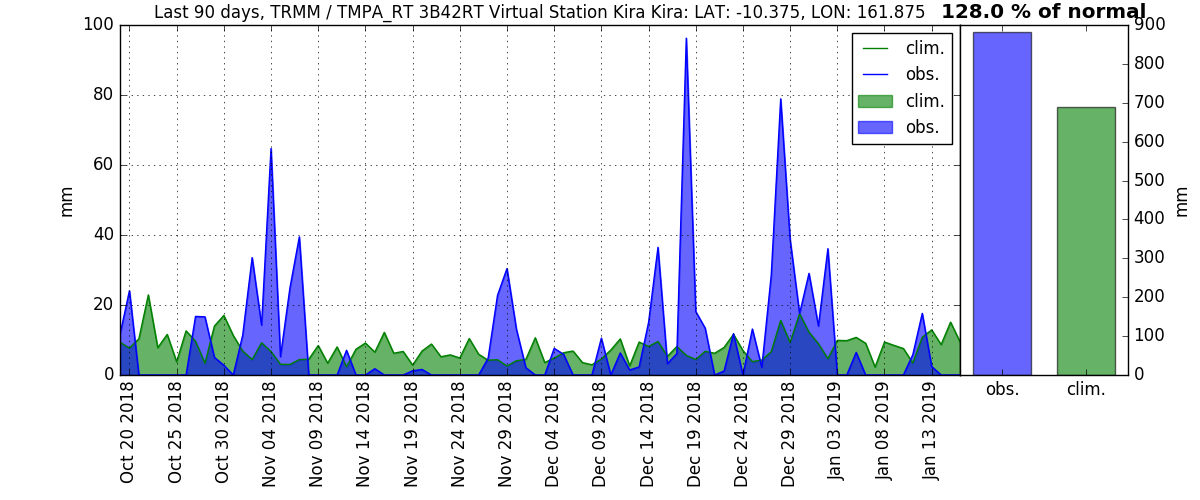 Last 90 days, TRMM / TMPA_RT 3B42RT Virtual Station Kira Kira: LAT: -10.375, LON: 161.875
128.0 % of normal
mm
100
80
60
40
20
0
clim.
obs.
clim.
obs.
Oct 20 2018
Oct 25 2018
Oct 30 2018
Nov 04 2018
Nov 09 2018
Nov 14 2018
Nov 19 2018
Nov 24 2018
Nov 29 2018
Dec 04 2018
Dec 09 2018
Dec 14 2018
Dec 19 2018
Dec 24 2018
Dec 29 2018
Jan 03 2019
Jan 08 2019
Jan 13 2019
obs.
clim.
900
800
700
600
500
400
300
200
100
0
mm